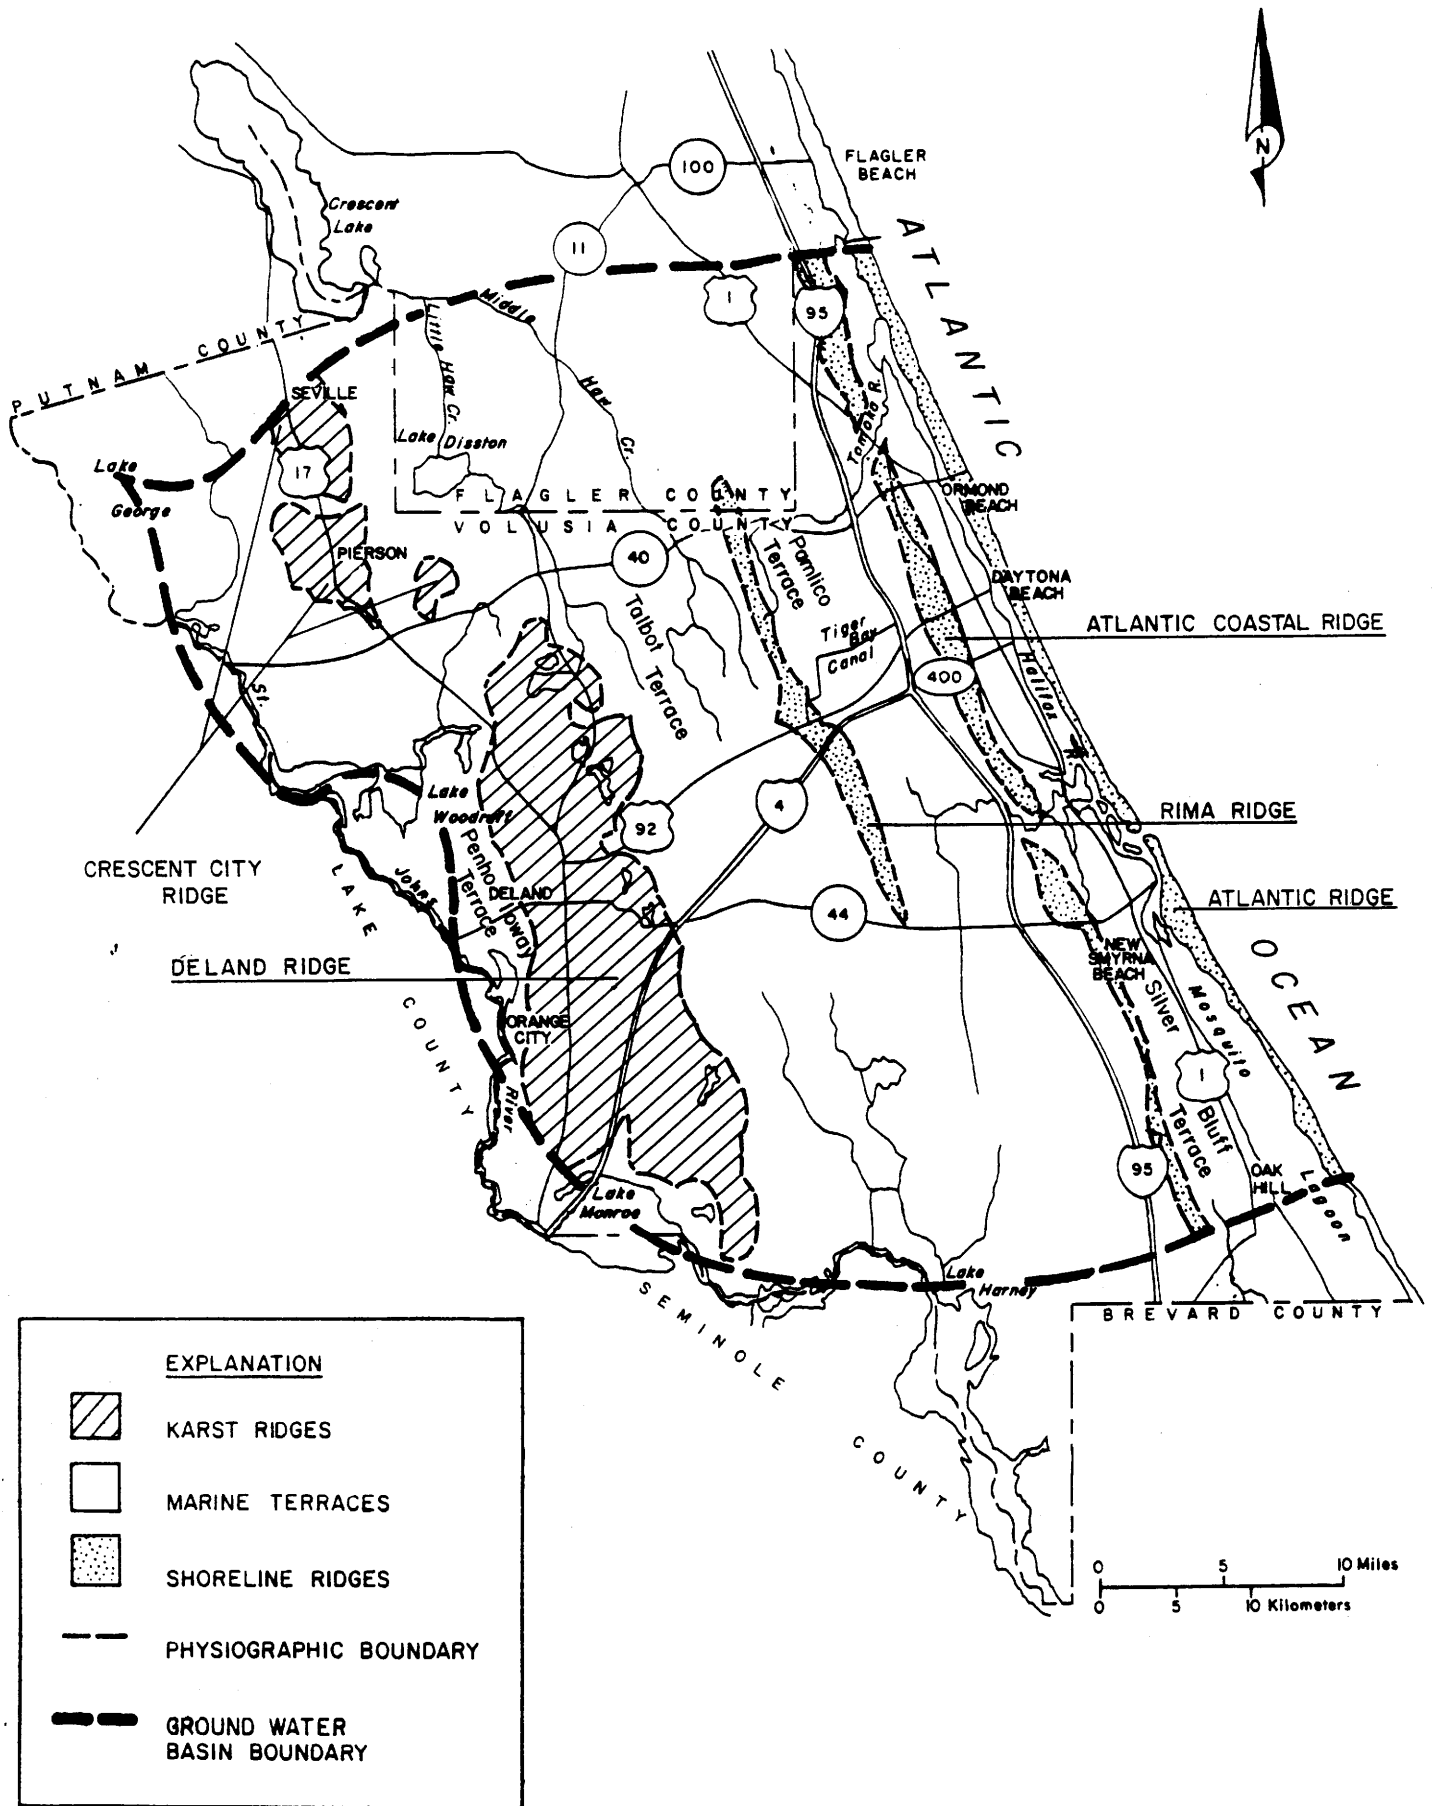 N
FLAGLER
BEACH
100
ATLANTIC
OCEAN
Crescent
Lake
11
1
95
Middle
Haw
Cr.
Little Haw Cr.
PUTNAM COUNTY
SEVILLE
17
Lake
George
Lake Disston
FLAGLER COUNTY
VOLUSIA COUNTY
Tomoka R.
ORMOND
BEACH
PIERSON
40
Pamlico
Terrace
Talbot Terrace
Tiger
Bay
Canal
DAYTONA
BEACH
ATLANTIC COASTAL RIDGE
400
Halifax
St.
Johns
River
Lake
Woodruff
92
4
RIMA RIDGE
Penholloway
Terrace
CRESCENT CITY
RIDGE
LAKE
COUNTY
DELAND
44
ATLANTIC RIDGE
NEW
SMYRNA
BEACH
DELAND RIDGE
ORANGE
CITY
Silver
Bluff
Terrace
Mosquito
Lagoon
1
95
OAK
HILL
Lake
Monroe
Lake
Harney
SEMINOLE
COUNTY
BREVARD COUNTY
EXPLANATION
KARST RIDGES
MARINE TERRACES
SHORELINE RIDGES
PHYSIOGRAPHIC BOUNDARY
GROUND WATER
BASIN BOUNDARY
0 5 10 Miles
0 5 10 Kilometers